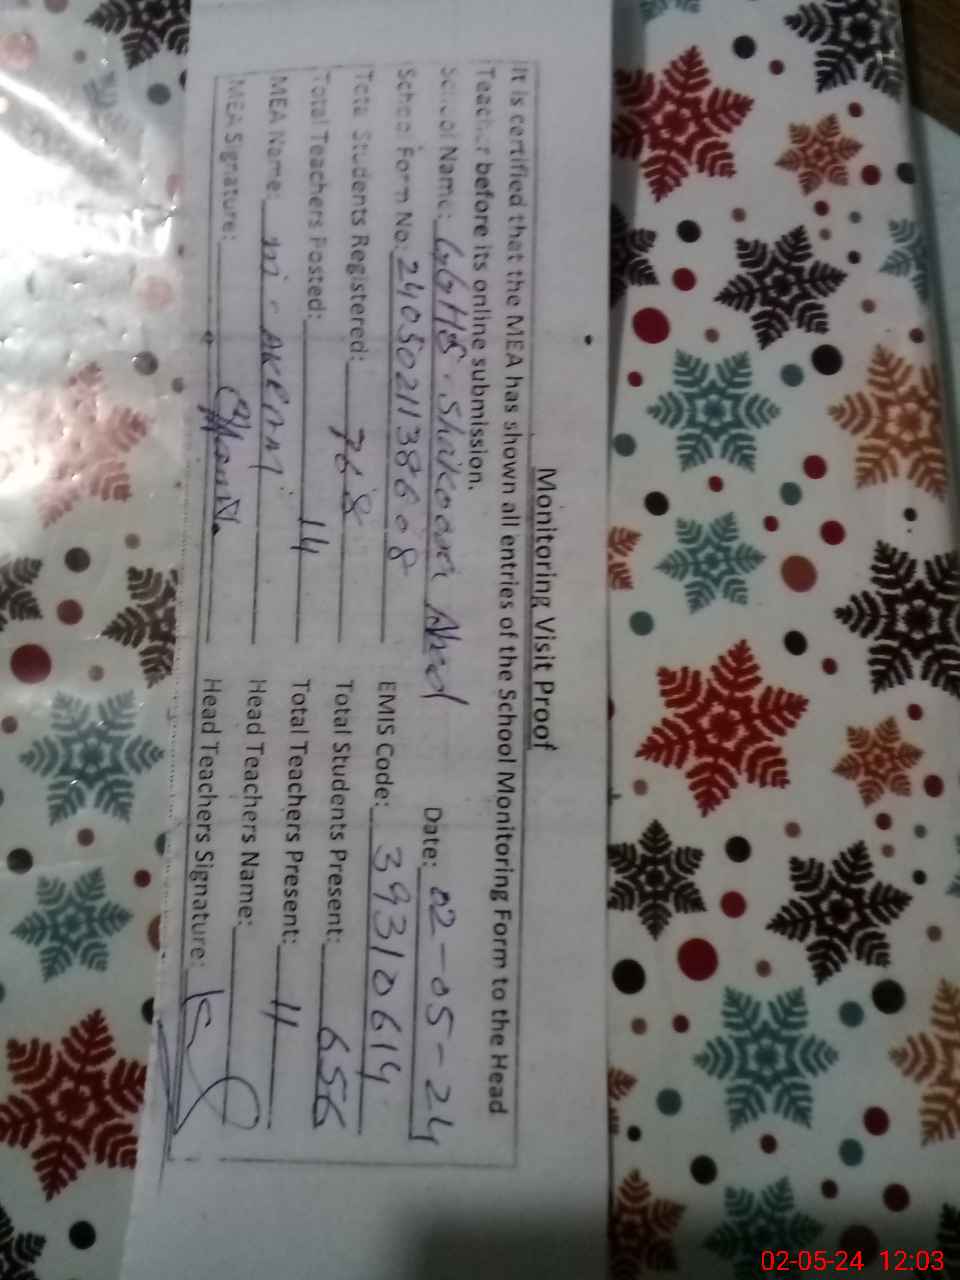 Monitoring Visit Proof
It is certified that the MEA has shown all entries of the School Monitoring Form to the Head
Teacher before its online submission.
School Name: GGHS. Shakoori Ahad Date: 02-05-24
School Form No: 2405021138608 EMIS Code: 39310614
Total Students Registered: 768 Total Students Present: 656
Total Teachers Posted: 14 Total Teachers Present: 11
MEA Name: M. AKRAM Head Teachers Name:
MEA Signature: Head Teachers Signature:
02-05-24 12:03